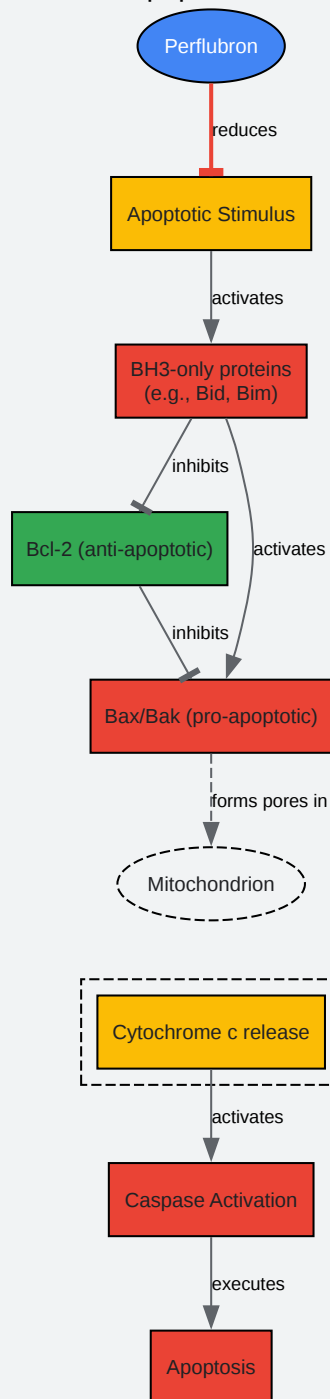 Perflubron
reduces
Apoptotic Stimulus
activates
BH3-only proteins
(e.g., Bid, Bim)
inhibits
Bcl-2 (anti-apoptotic)
activates
inhibits
Bax/Bak (pro-apoptotic)
forms pores in
Mitochondrion
Cytochrome c release
activates
Caspase Activation
executes
Apoptosis